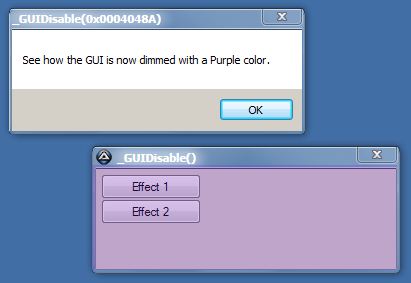 _GUIDisable(0x0004048A)
See how the GUI is now dimmed with a Purple color.
OK
_GUIDisable()
Effect 1
Effect 2